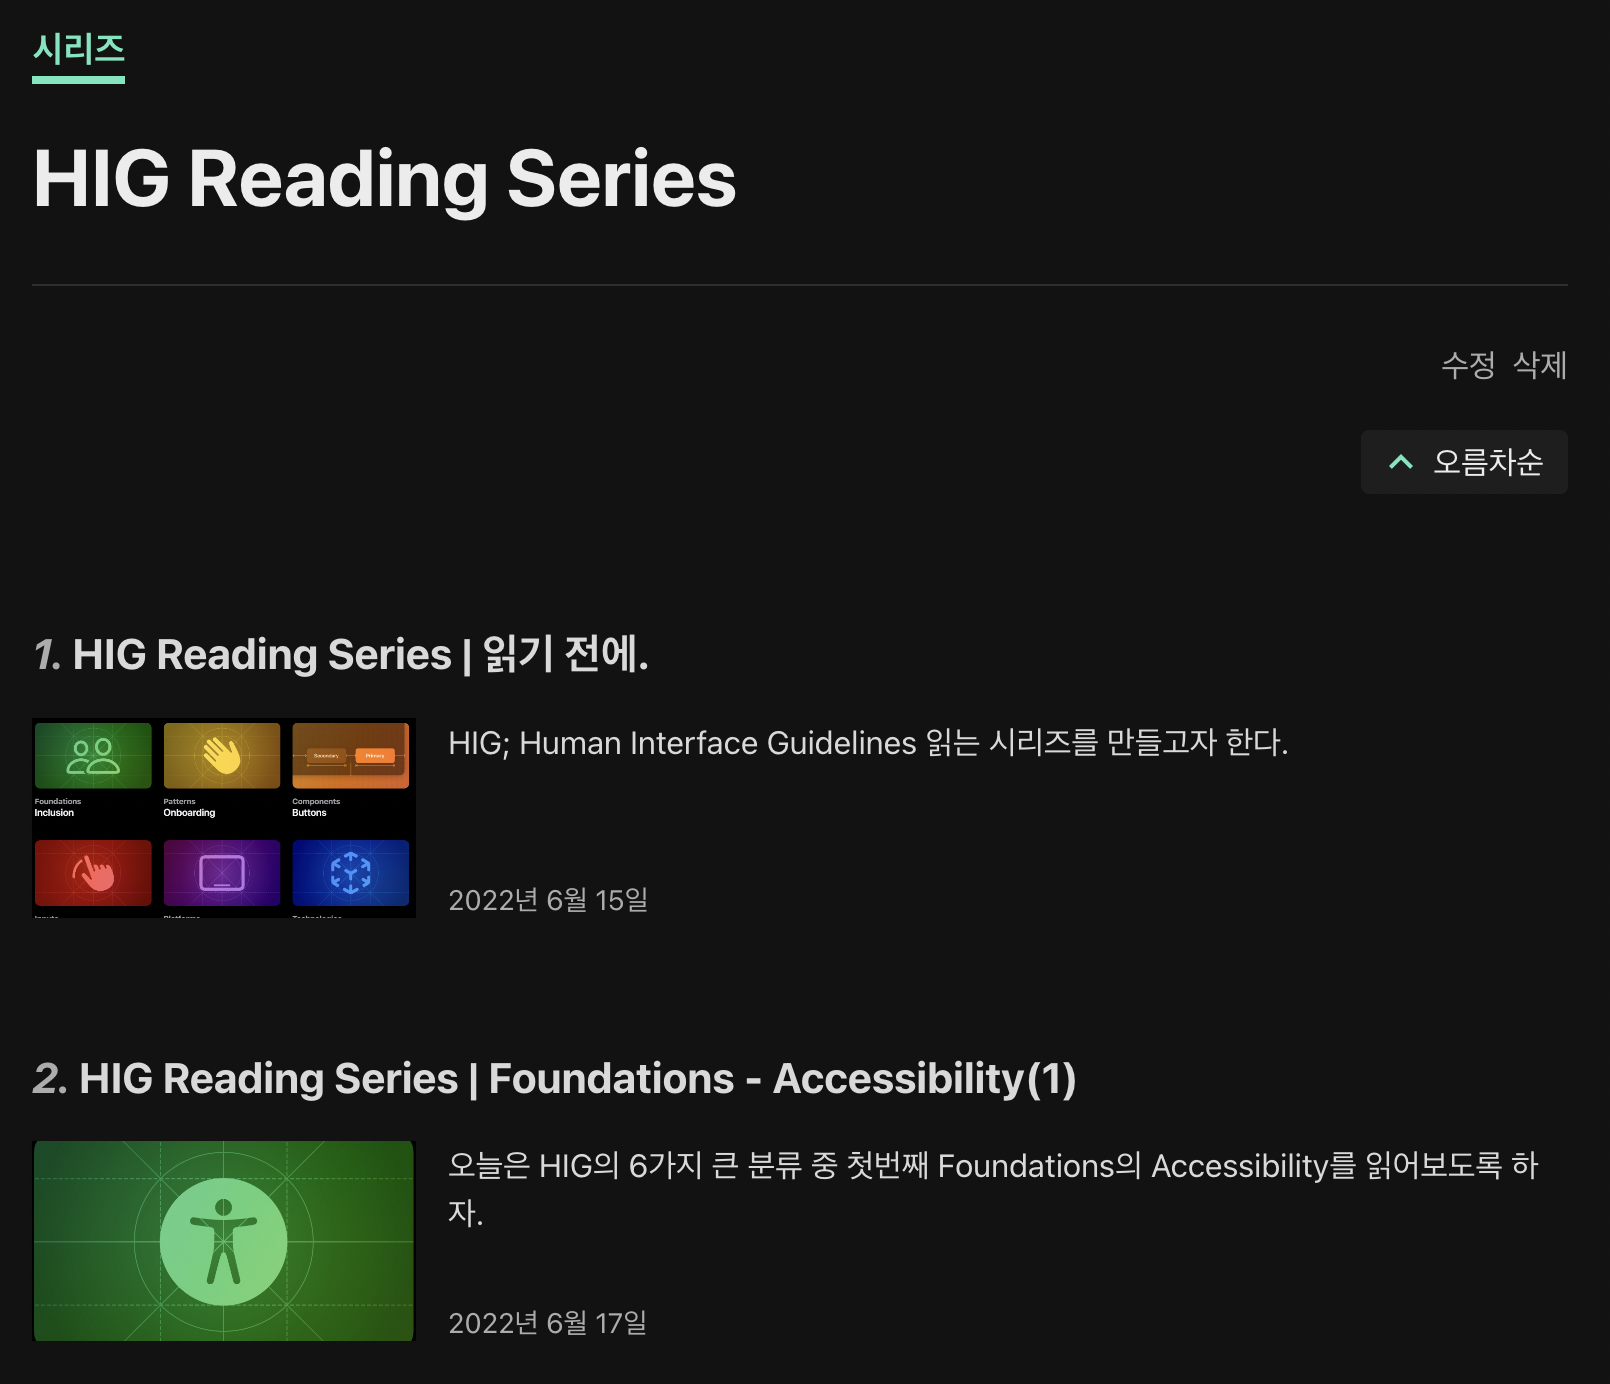 시리즈
HIG Reading Series
수정 삭제
오름차순
1. HIG Reading Series | 읽기 전에.
Foundations
Inclusion
Patterns
Onboarding
Components
Buttons
Secondary
Primary
HIG; Human Interface Guidelines 읽는 시리즈를 만들고자 한다.
2022년 6월 15일
2. HIG Reading Series | Foundations - Accessibility(1)
오늘은 HIG의 6가지 큰 분류 중 첫번째 Foundations의 Accessibility를 읽어보도록 하
자.
2022년 6월 17일